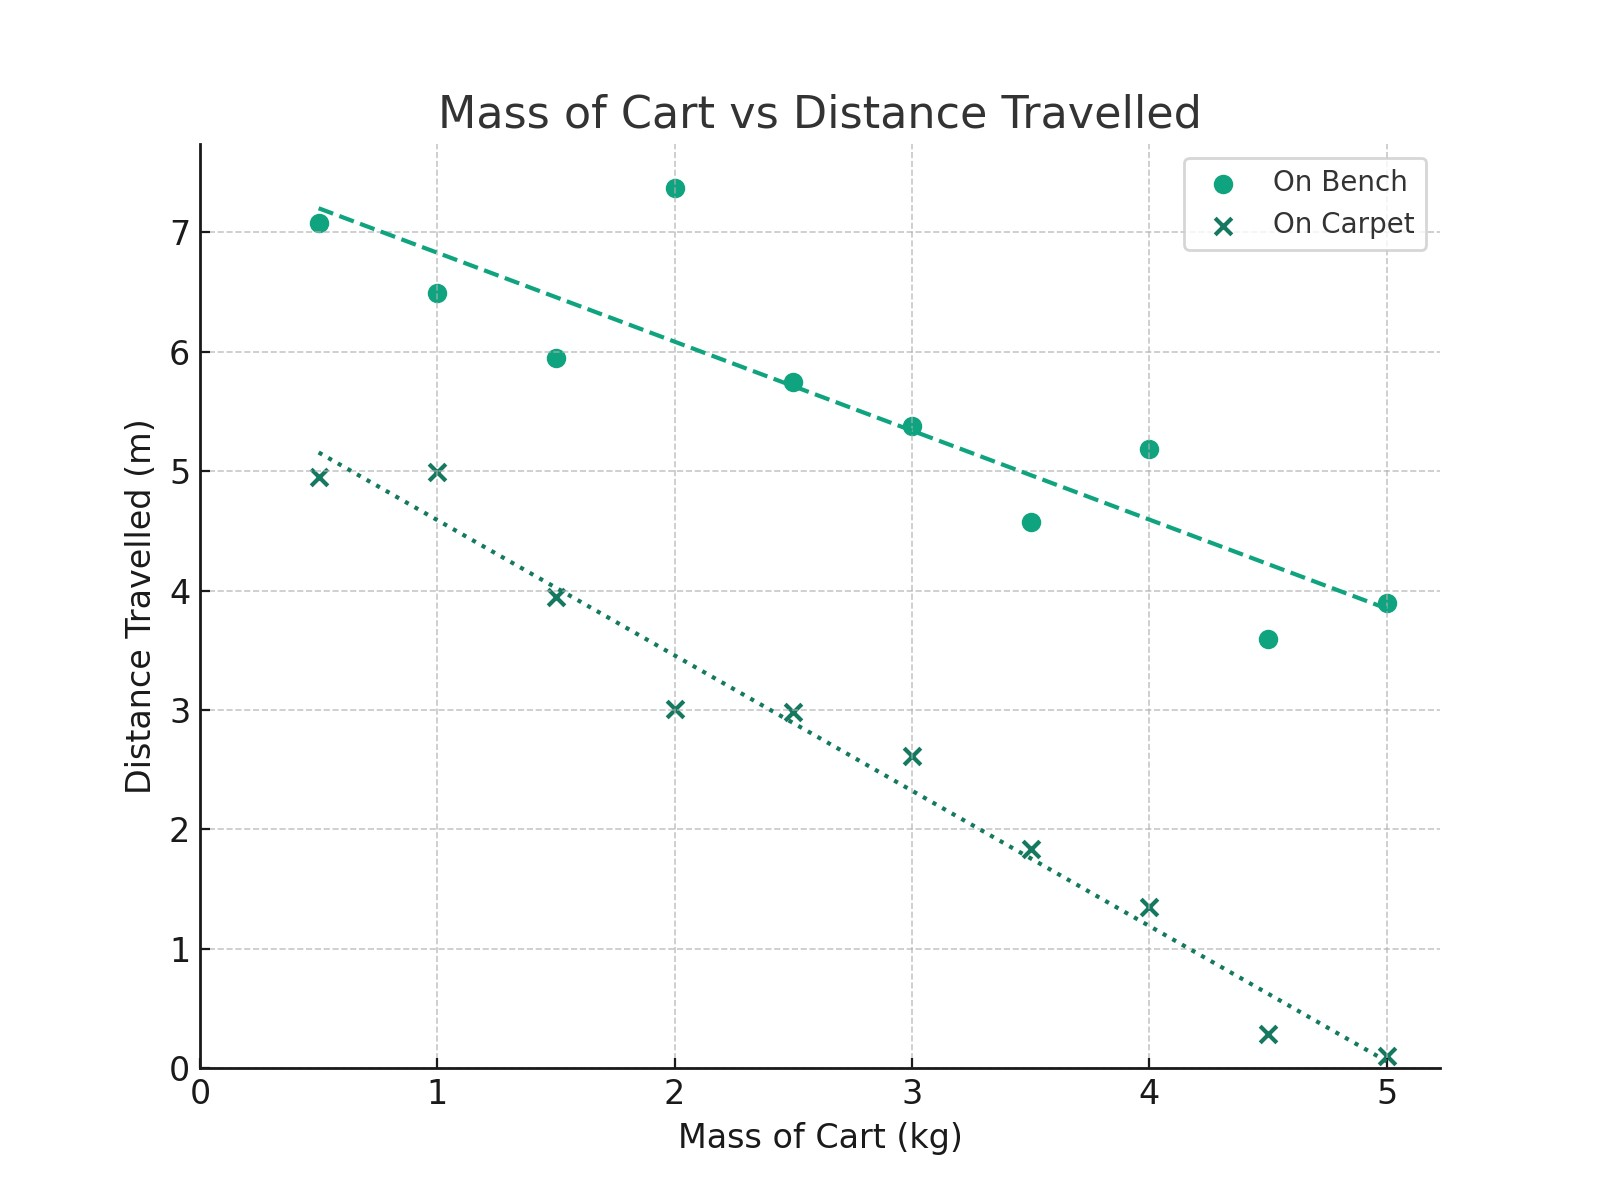 Mass of Cart vs Distance Travelled
On Bench
On Carpet
Distance Travelled (m)
7
6
5
4
3
2
1
0
0 1 2 3 4 5
Mass of Cart (kg)